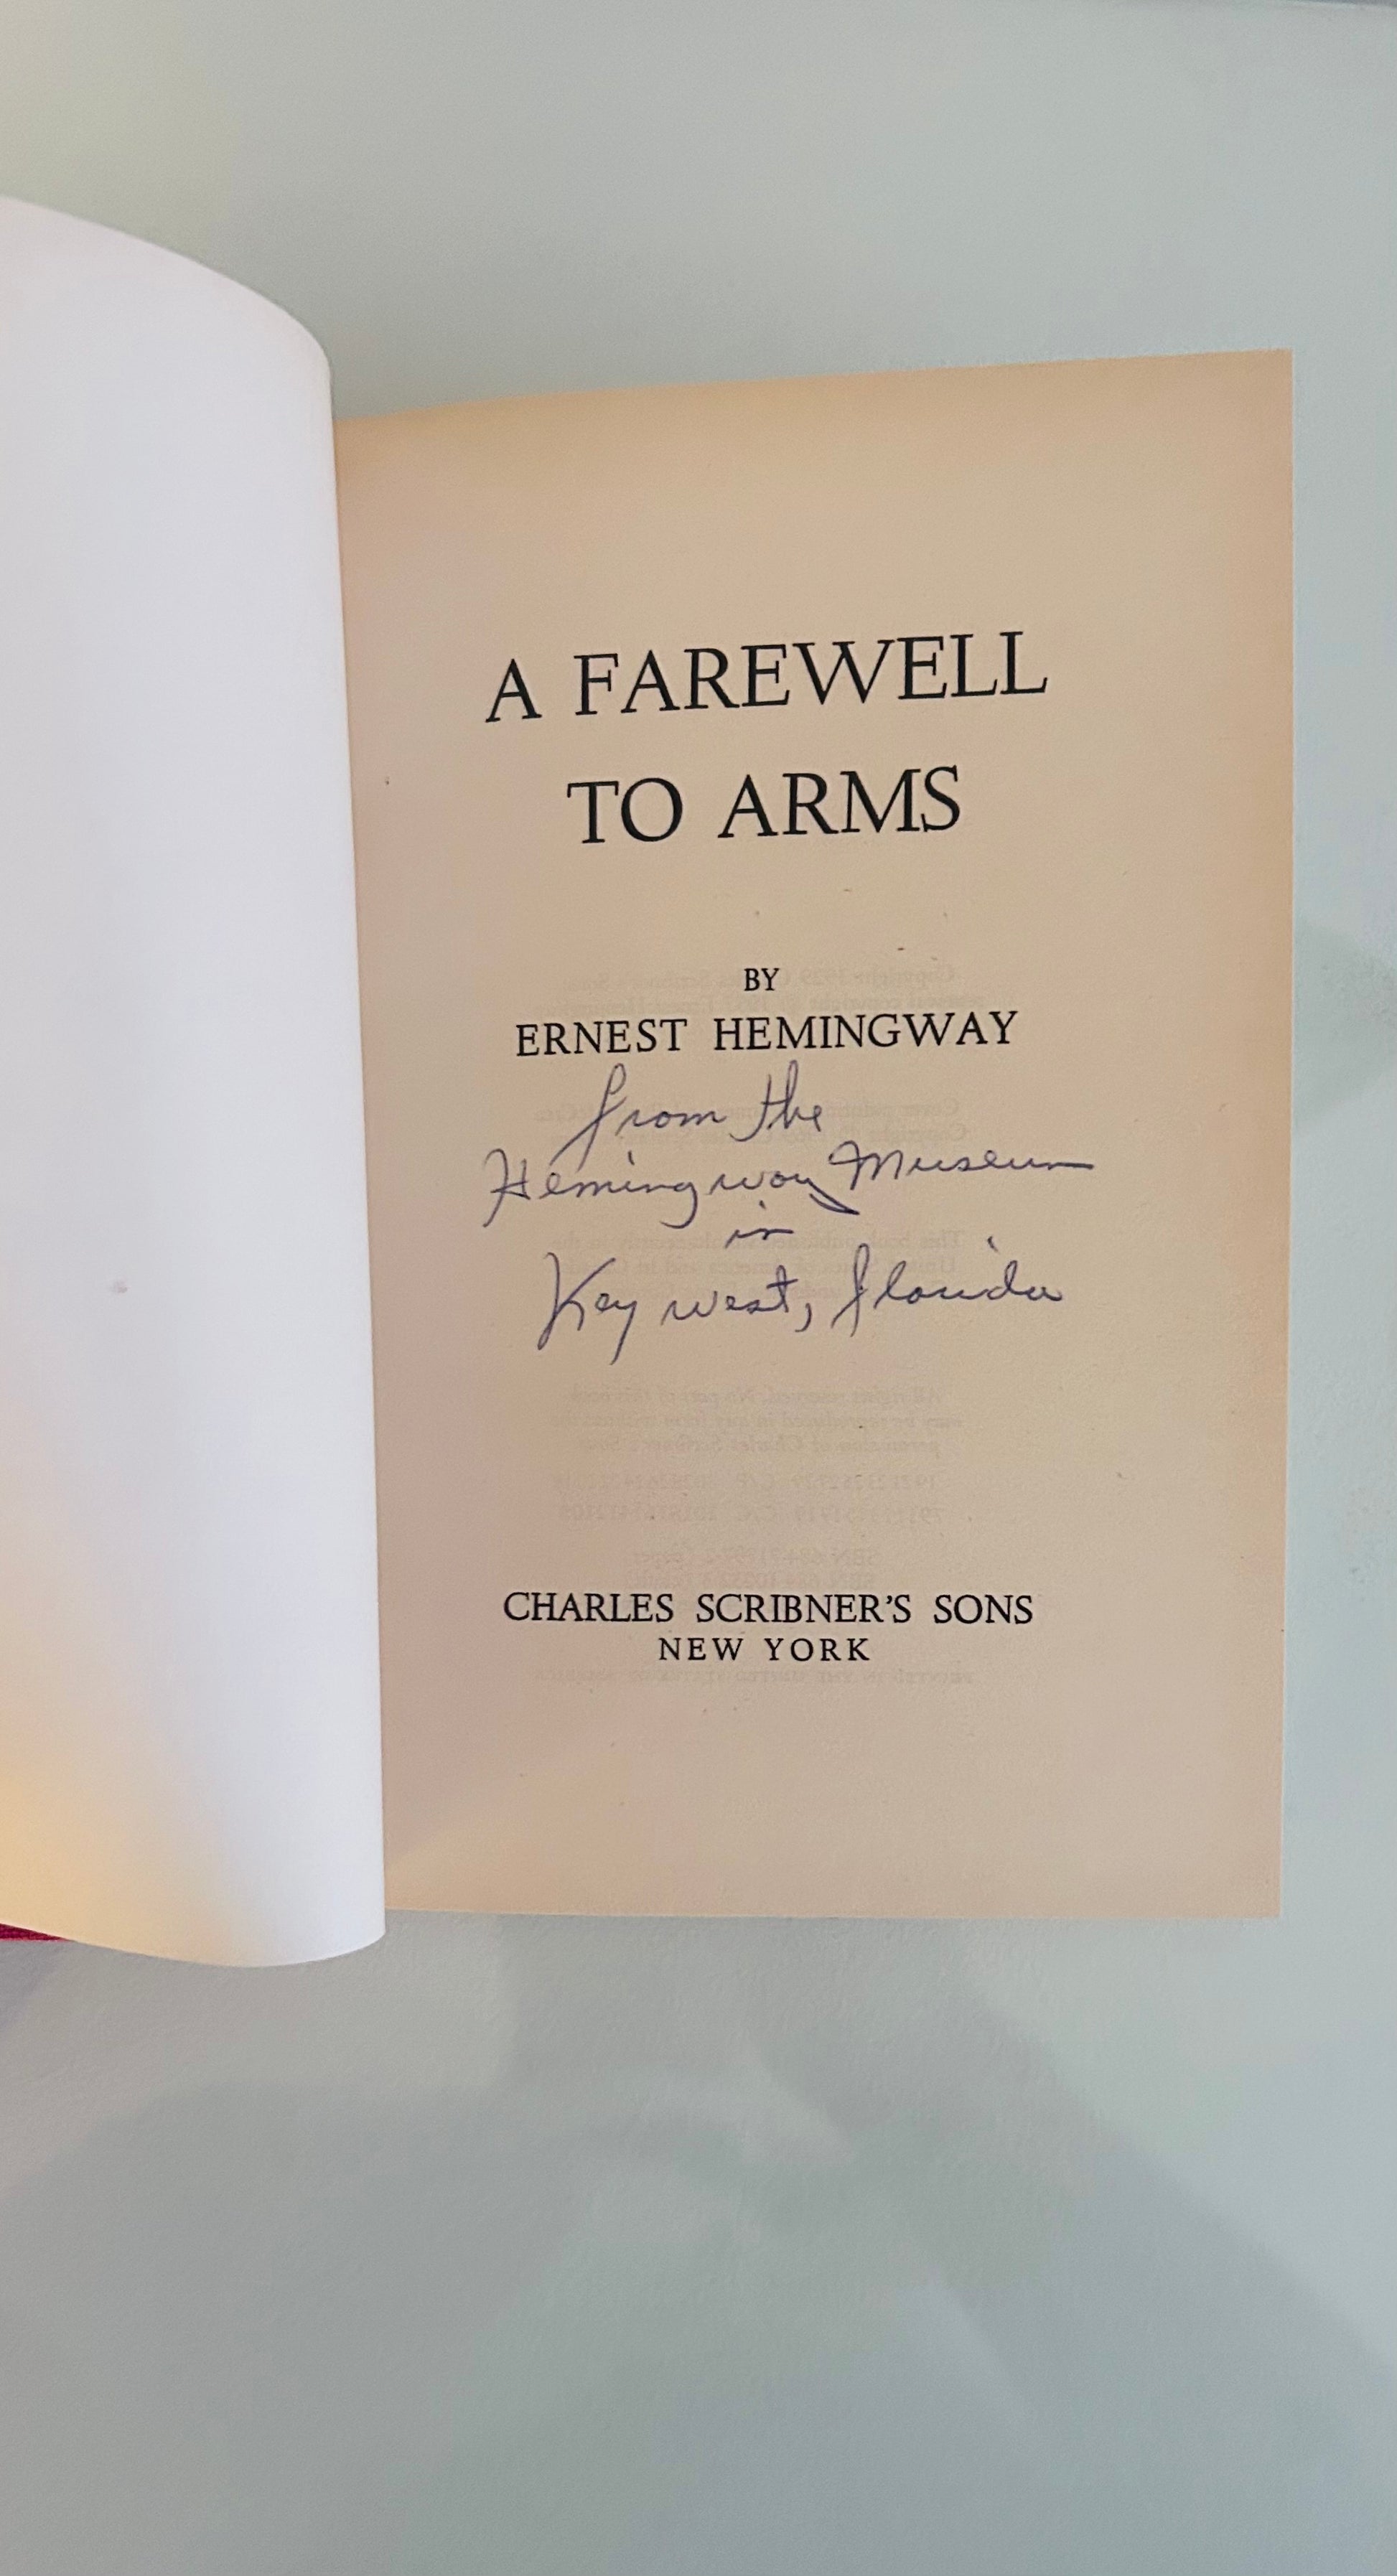 A FAREWELL
TO ARMS
BY
ERNEST HEMINGWAY
from the
Hemingway Museum
in
Key west, Florida
CHARLES SCRIBNER'S SONS
NEW YORK